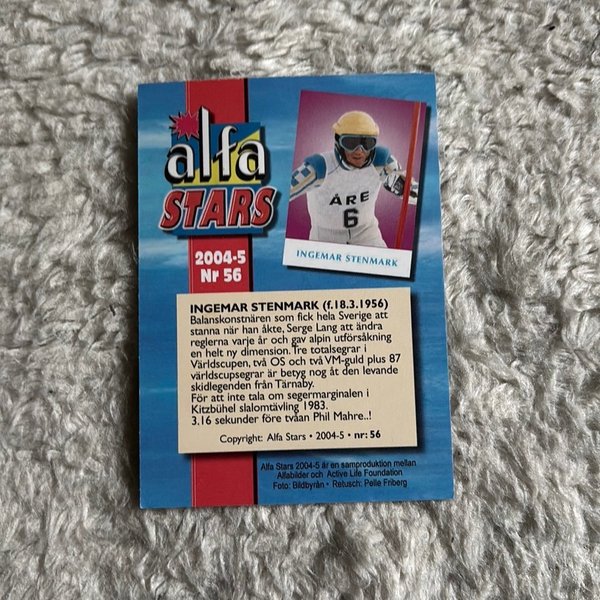 alfa
STARS
2004-5
Nr 56
ÅRE
6
INGEMAR STENMARK
INGEMAR STENMARK (f.18.3.1956)
Balanskonstnären som fick hela Sverige att
stanna när han åkte, Serge Lang att ändra
reglerna varje år och gav alpin utförsåkning
en helt ny dimension. Tre totalsegrar i
Världscupen, två OS och två VM-guld plus 87
världscupsegrar är betyg nog åt den levande
skidlegenden från Tärnaby.
För att inte tala om segermarginalen i
Kitzbühel slalomtävling 1983.
3.16 sekunder före tvåan Phil Mahre..!
Copyright: Alfa Stars • 2004-5 • nr: 56
Alfa Stars 2004-5 är en samproduktion mellan
Alfabilder och Active Life Foundation
Foto: Bildbyrån • Retusch: Pelle Friberg